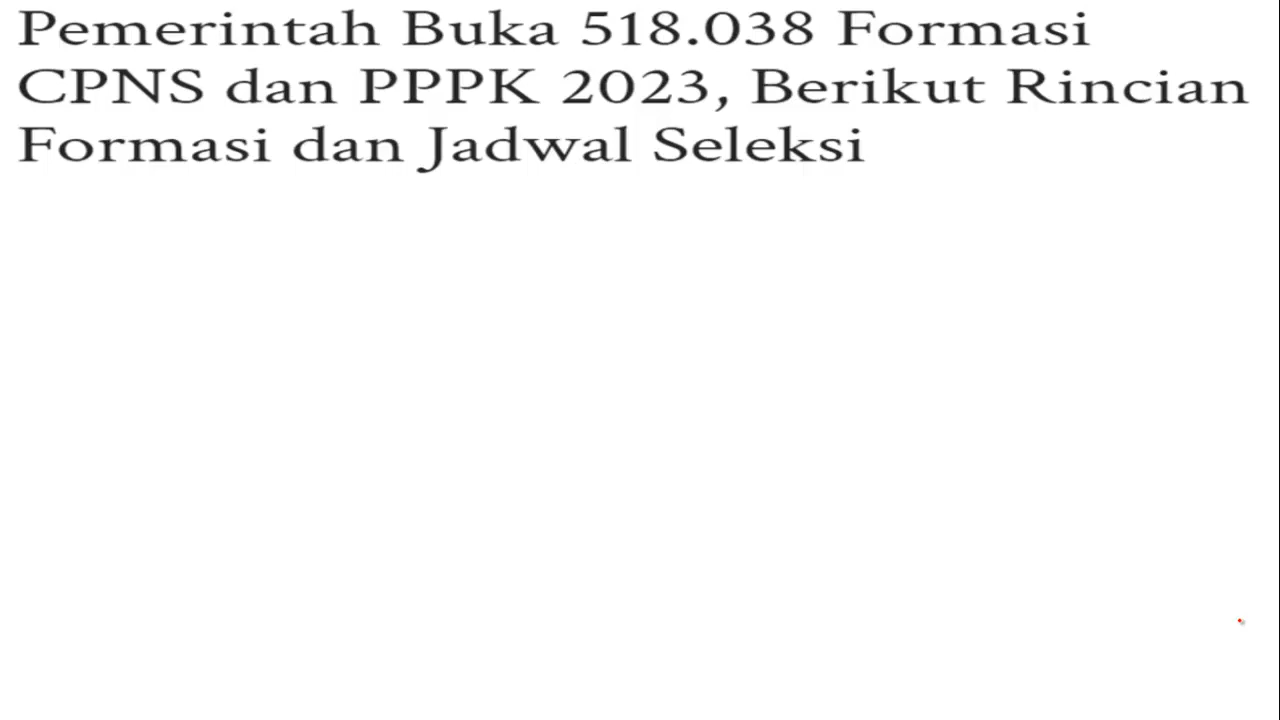 Pemerintah Buka 518.038 Formasi
CPNS dan PPPK 2023, Berikut Rincian
Formasi dan Jadwal Seleksi